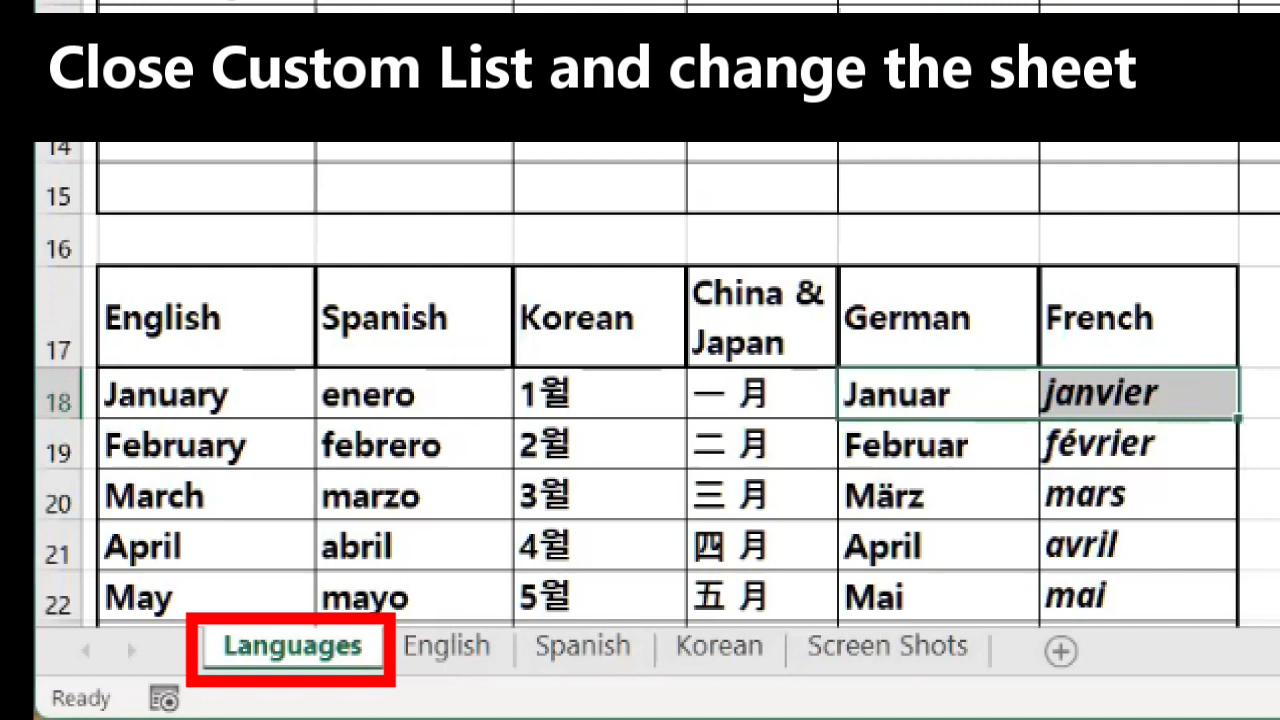 Close Custom List and change the sheet
14
15
16
17 English Spanish Korean China & Japan German French
18 January enero 1월 一 月 Januar janvier
19 February febrero 2월 二 月 Februar février
20 March marzo 3월 三 月 März mars
21 April abril 4월 四 月 April avril
22 May mayo 5월 五 月 Mai mai
Languages English Spanish Korean Screen Shots
Ready